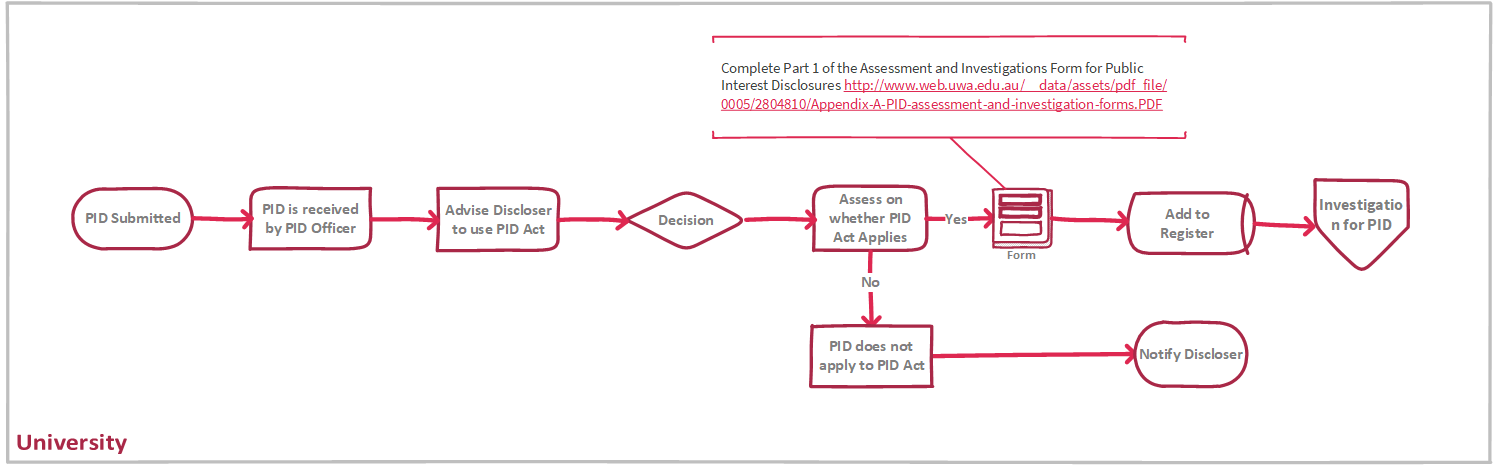 Complete Part 1 of the Assessment and Investigations Form for Public
Interest Disclosures http://www.web.uwa.edu.au/__data/assets/pdf_file/
0005/2804810/Appendix-A-PID-assessment-and-investigation-forms.PDF
PID Submitted
PID is received
by PID Officer
Advise Discloser
to use PID Act
Decision
Assess on
whether PID
Act Applies
Yes
Form
Add to
Register
Investigatio
n for PID
No
PID does not
apply to PID Act
Notify Discloser
University